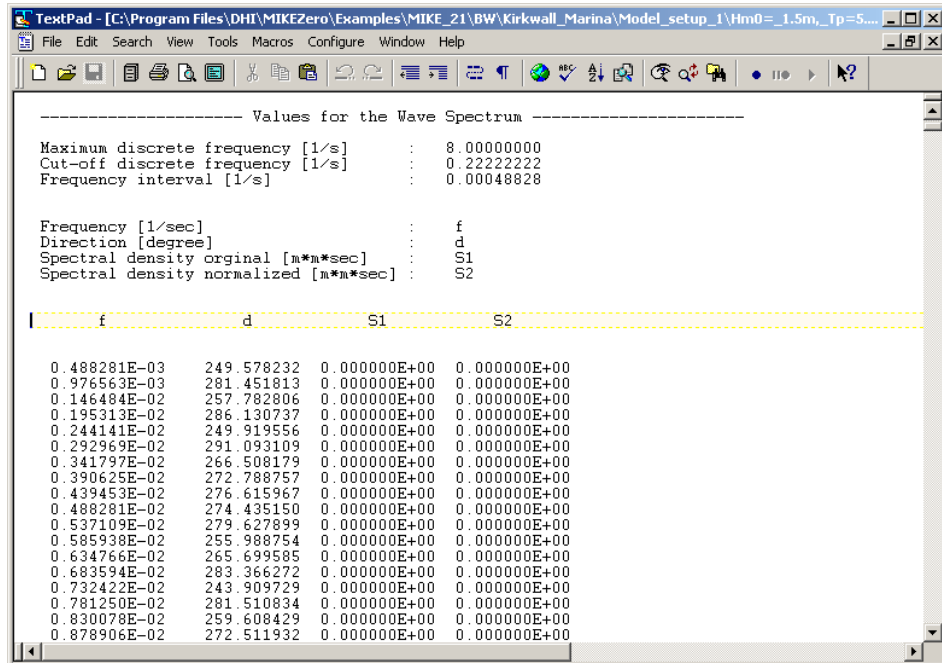 TextPad - [C:\Program Files\DHI\MIKEZero\Examples\MIKE_21\BW\Kirkwall_Marina\Model_setup_1\Hm0=_1.5m,_Tp=5....
File Edit Search View Tools Macros Configure Window Help
--------------------- Values for the Wave Spectrum ----------------------
Maximum discrete frequency [1/s] : 8.00000000
Cut-off discrete frequency [1/s] : 0.22222222
Frequency interval [1/s] : 0.00048828
Frequency [1/sec] : f
Direction [degree] : d
Spectral density orginal [m*m*sec] : S1
Spectral density normalized [m*m*sec] : S2
f d S1 S2
0.488281E-03 249.578232 0.000000E+00 0.000000E+00
0.976563E-03 281.451813 0.000000E+00 0.000000E+00
0.146484E-02 257.782806 0.000000E+00 0.000000E+00
0.195313E-02 286.130737 0.000000E+00 0.000000E+00
0.244141E-02 249.919556 0.000000E+00 0.000000E+00
0.292969E-02 291.093109 0.000000E+00 0.000000E+00
0.341797E-02 266.508179 0.000000E+00 0.000000E+00
0.390625E-02 272.788757 0.000000E+00 0.000000E+00
0.439453E-02 276.615967 0.000000E+00 0.000000E+00
0.488281E-02 274.435150 0.000000E+00 0.000000E+00
0.537109E-02 279.627899 0.000000E+00 0.000000E+00
0.585938E-02 255.988754 0.000000E+00 0.000000E+00
0.634766E-02 265.699585 0.000000E+00 0.000000E+00
0.683594E-02 283.366272 0.000000E+00 0.000000E+00
0.732422E-02 243.909729 0.000000E+00 0.000000E+00
0.781250E-02 281.510834 0.000000E+00 0.000000E+00
0.830078E-02 259.608429 0.000000E+00 0.000000E+00
0.878906E-02 272.511932 0.000000E+00 0.000000E+00